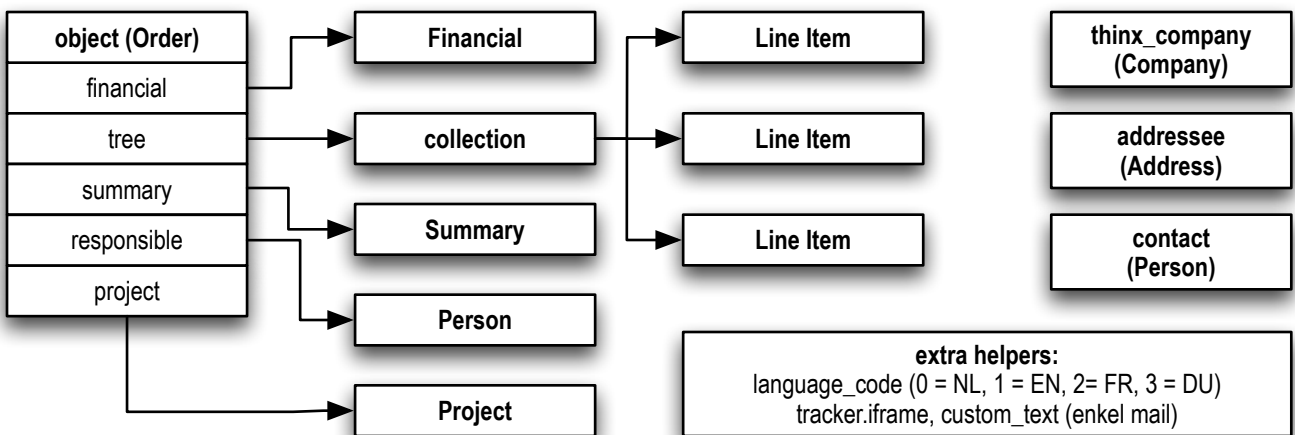 object (Order)
financial
tree
summary
responsible
project
Financial
collection
Summary
Person
Project
Line Item
Line Item
Line Item
thinx_company
(Company)
addressee
(Address)
contact
(Person)
extra helpers:
language_code (0 = NL, 1 = EN, 2= FR, 3 = DU)
tracker.iframe, custom_text (enkel mail)